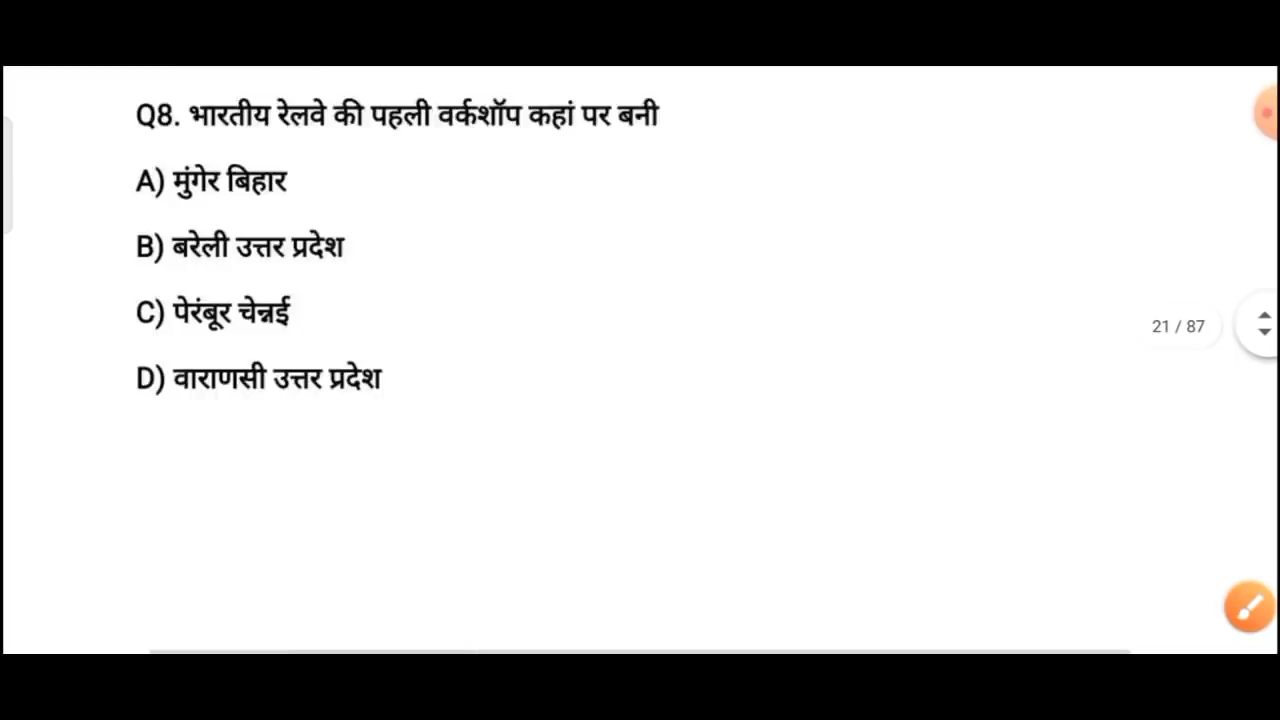 Q8. भारतीय रेलवे की पहली वर्कशॉप कहां पर बनी
A) मुंगेर बिहार
B) बरेली उत्तर प्रदेश
C) पेरंबूर चेन्नई
21 / 87
D) वाराणसी उत्तर प्रदेश